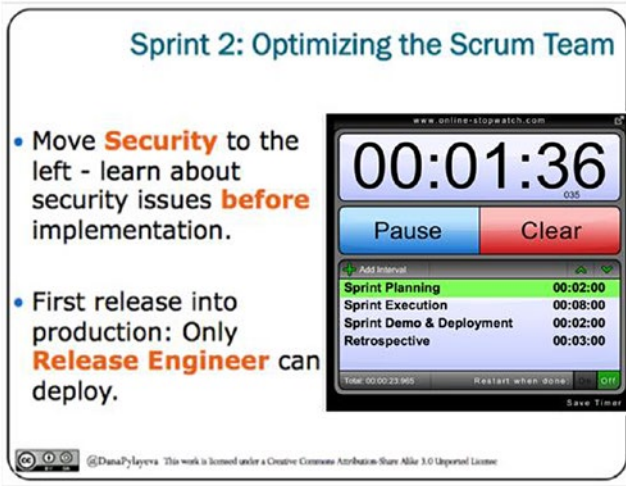 Sprint 2: Optimizing the Scrum Team
• Move Security to the
left - learn about
security issues before
implementation.
• First release into
production: Only
Release Engineer can
deploy.
www.online-stopwatch.com
00:01:36
035
Pause Clear
Add Interval
Sprint Planning 00:02:00
Sprint Execution 00:08:00
Sprint Demo & Deployment 00:02:00
Retrospective 00:03:00
Total: 00:00:23:965 Restart when done: On Off
Save Timer
cc BY SA @DanaPylayeva This work is licensed under a Creative Commons Attribution-Share Alike 3.0 Unported License